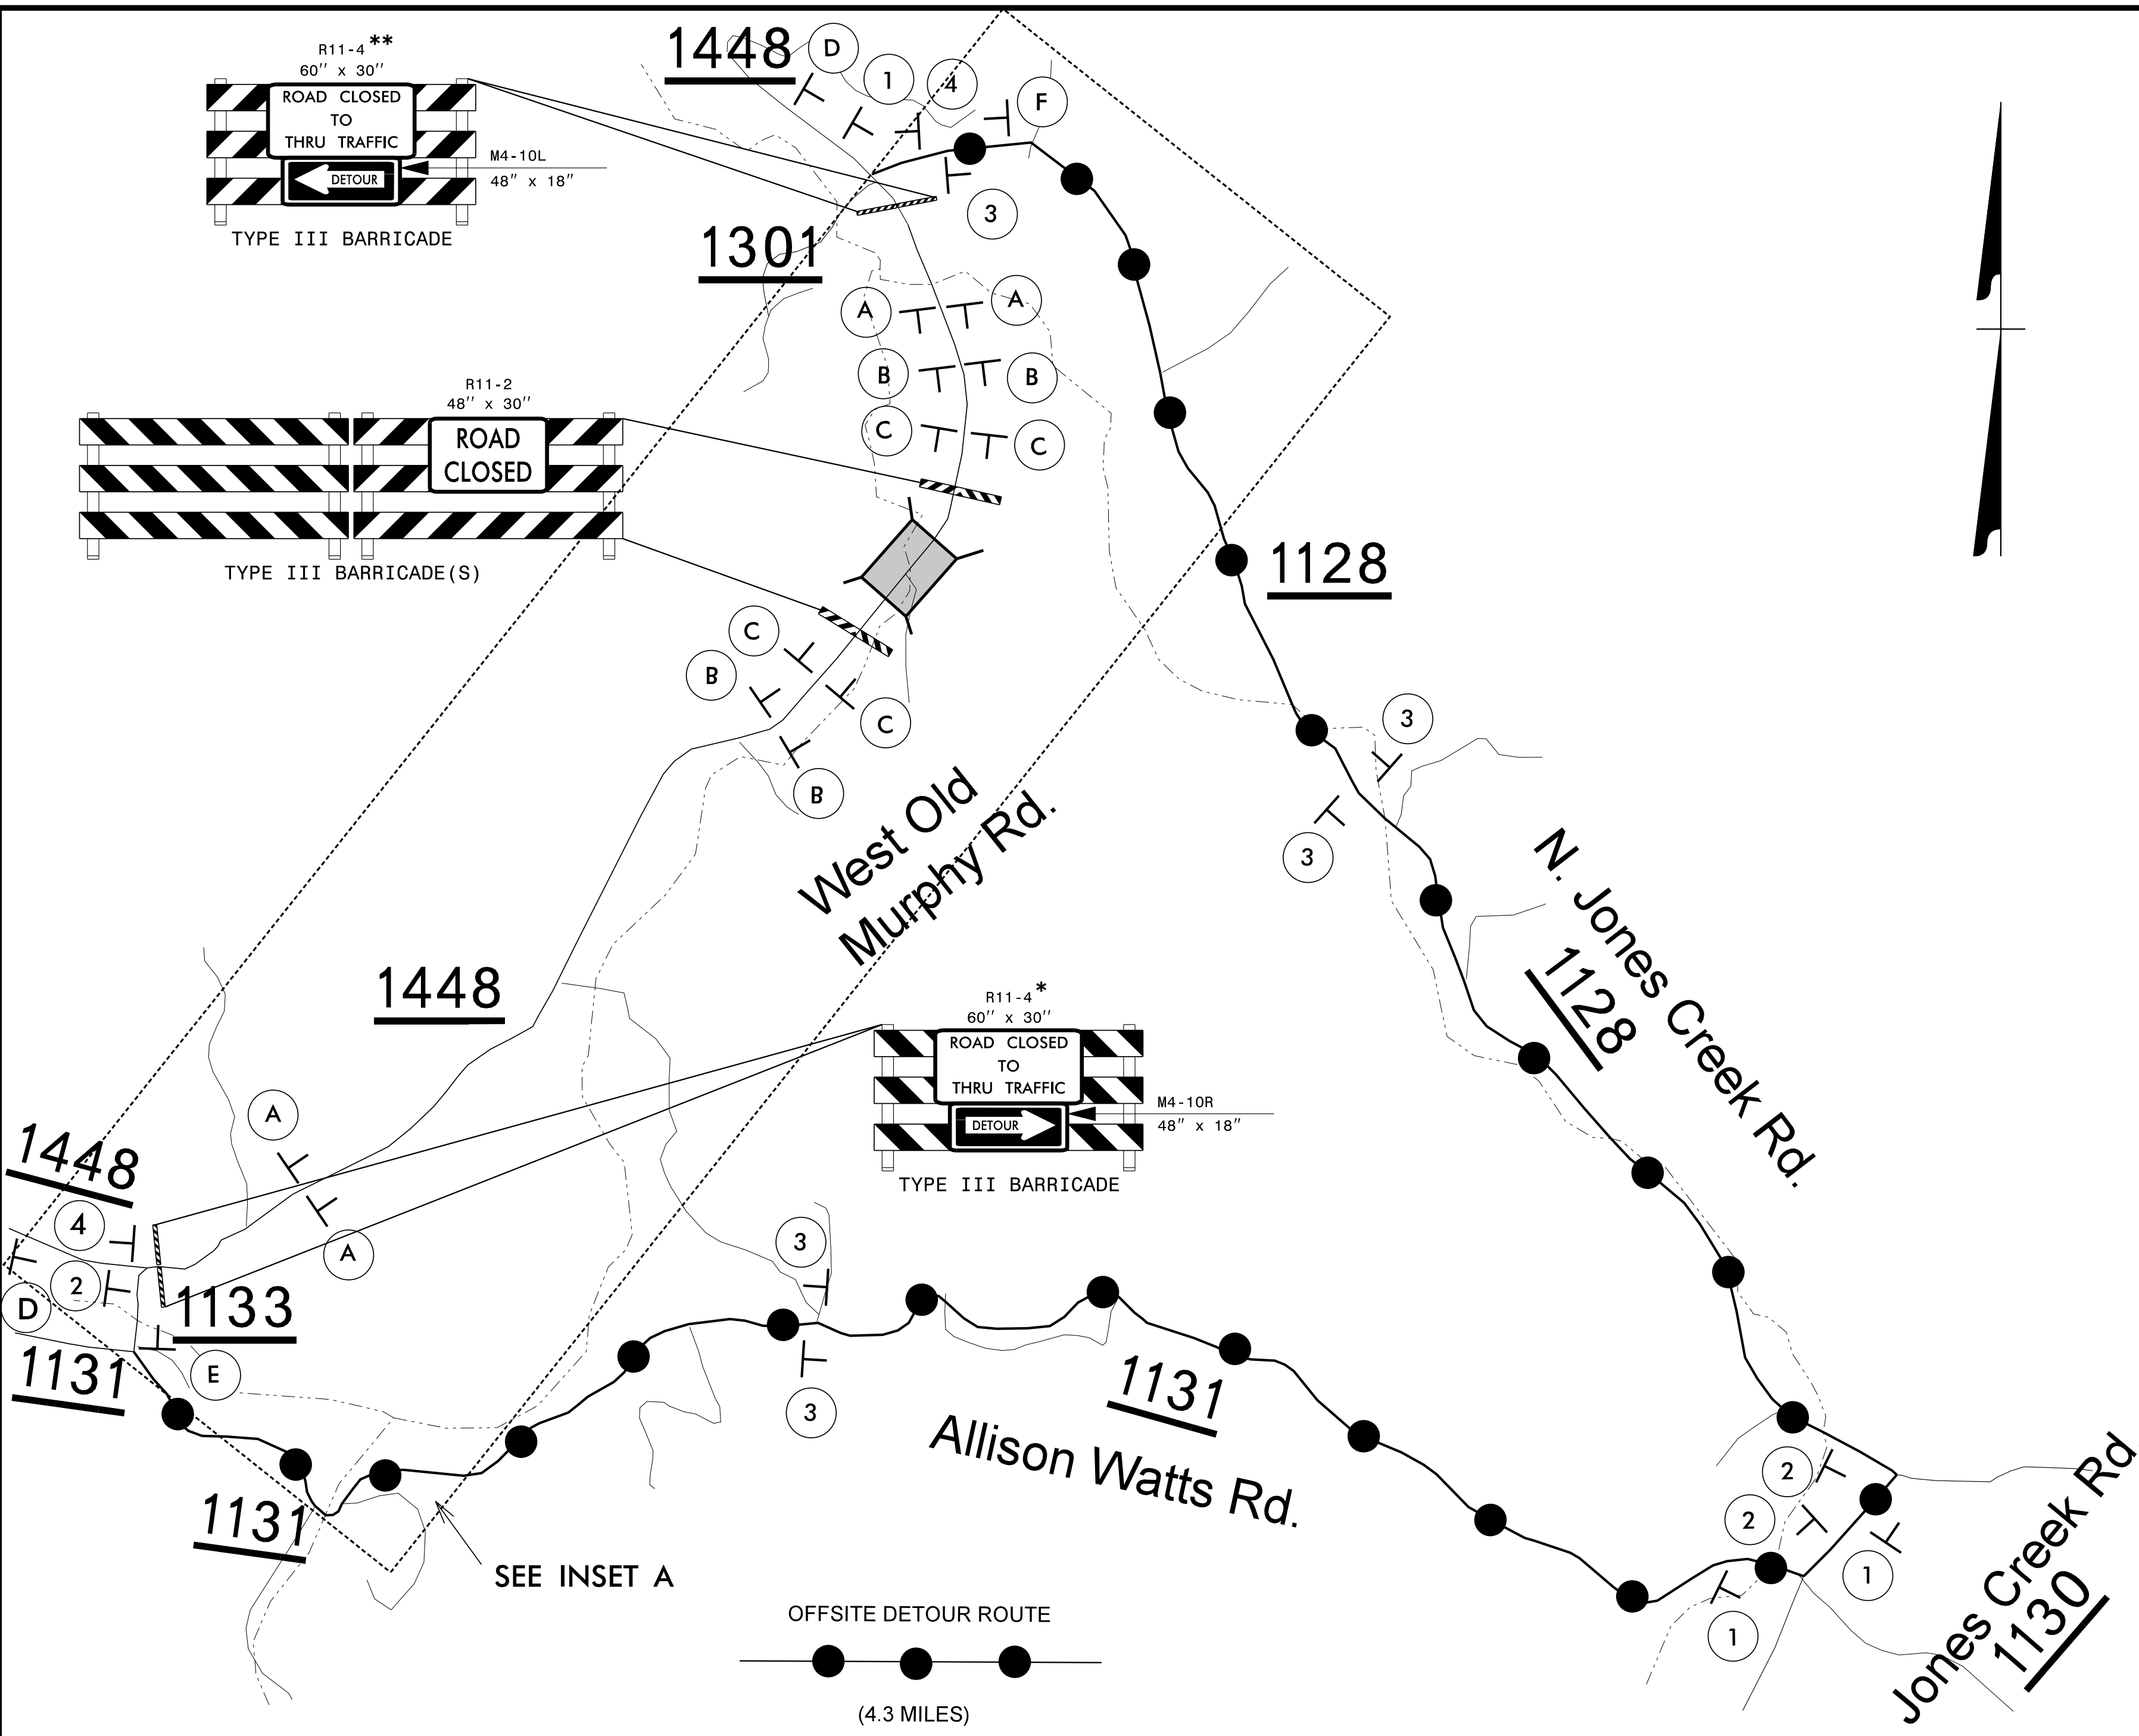 R11-4**
60" x 30"
ROAD CLOSED
TO
THRU TRAFFIC
DETOUR
M4-10L
48" x 18"
TYPE III BARRICADE
1448
D
1
4
F
3
1301
A
A
B
B
C
C
R11-2
48" x 30"
ROAD
CLOSED
TYPE III BARRICADE(S)
1128
C
B
C
B
3
3
West Old
Murphy Rd.
N. Jones Creek Rd.
1128
1448
R11-4*
60" x 30"
ROAD CLOSED
TO
THRU TRAFFIC
DETOUR
M4-10R
48" x 18"
TYPE III BARRICADE
A
A
1448
4
2
D
1133
1131
E
3
3
1131
Allison Watts Rd.
1131
SEE INSET A
2
2
1
1
Jones Creek Rd
1130
OFFSITE DETOUR ROUTE
(4.3 MILES)